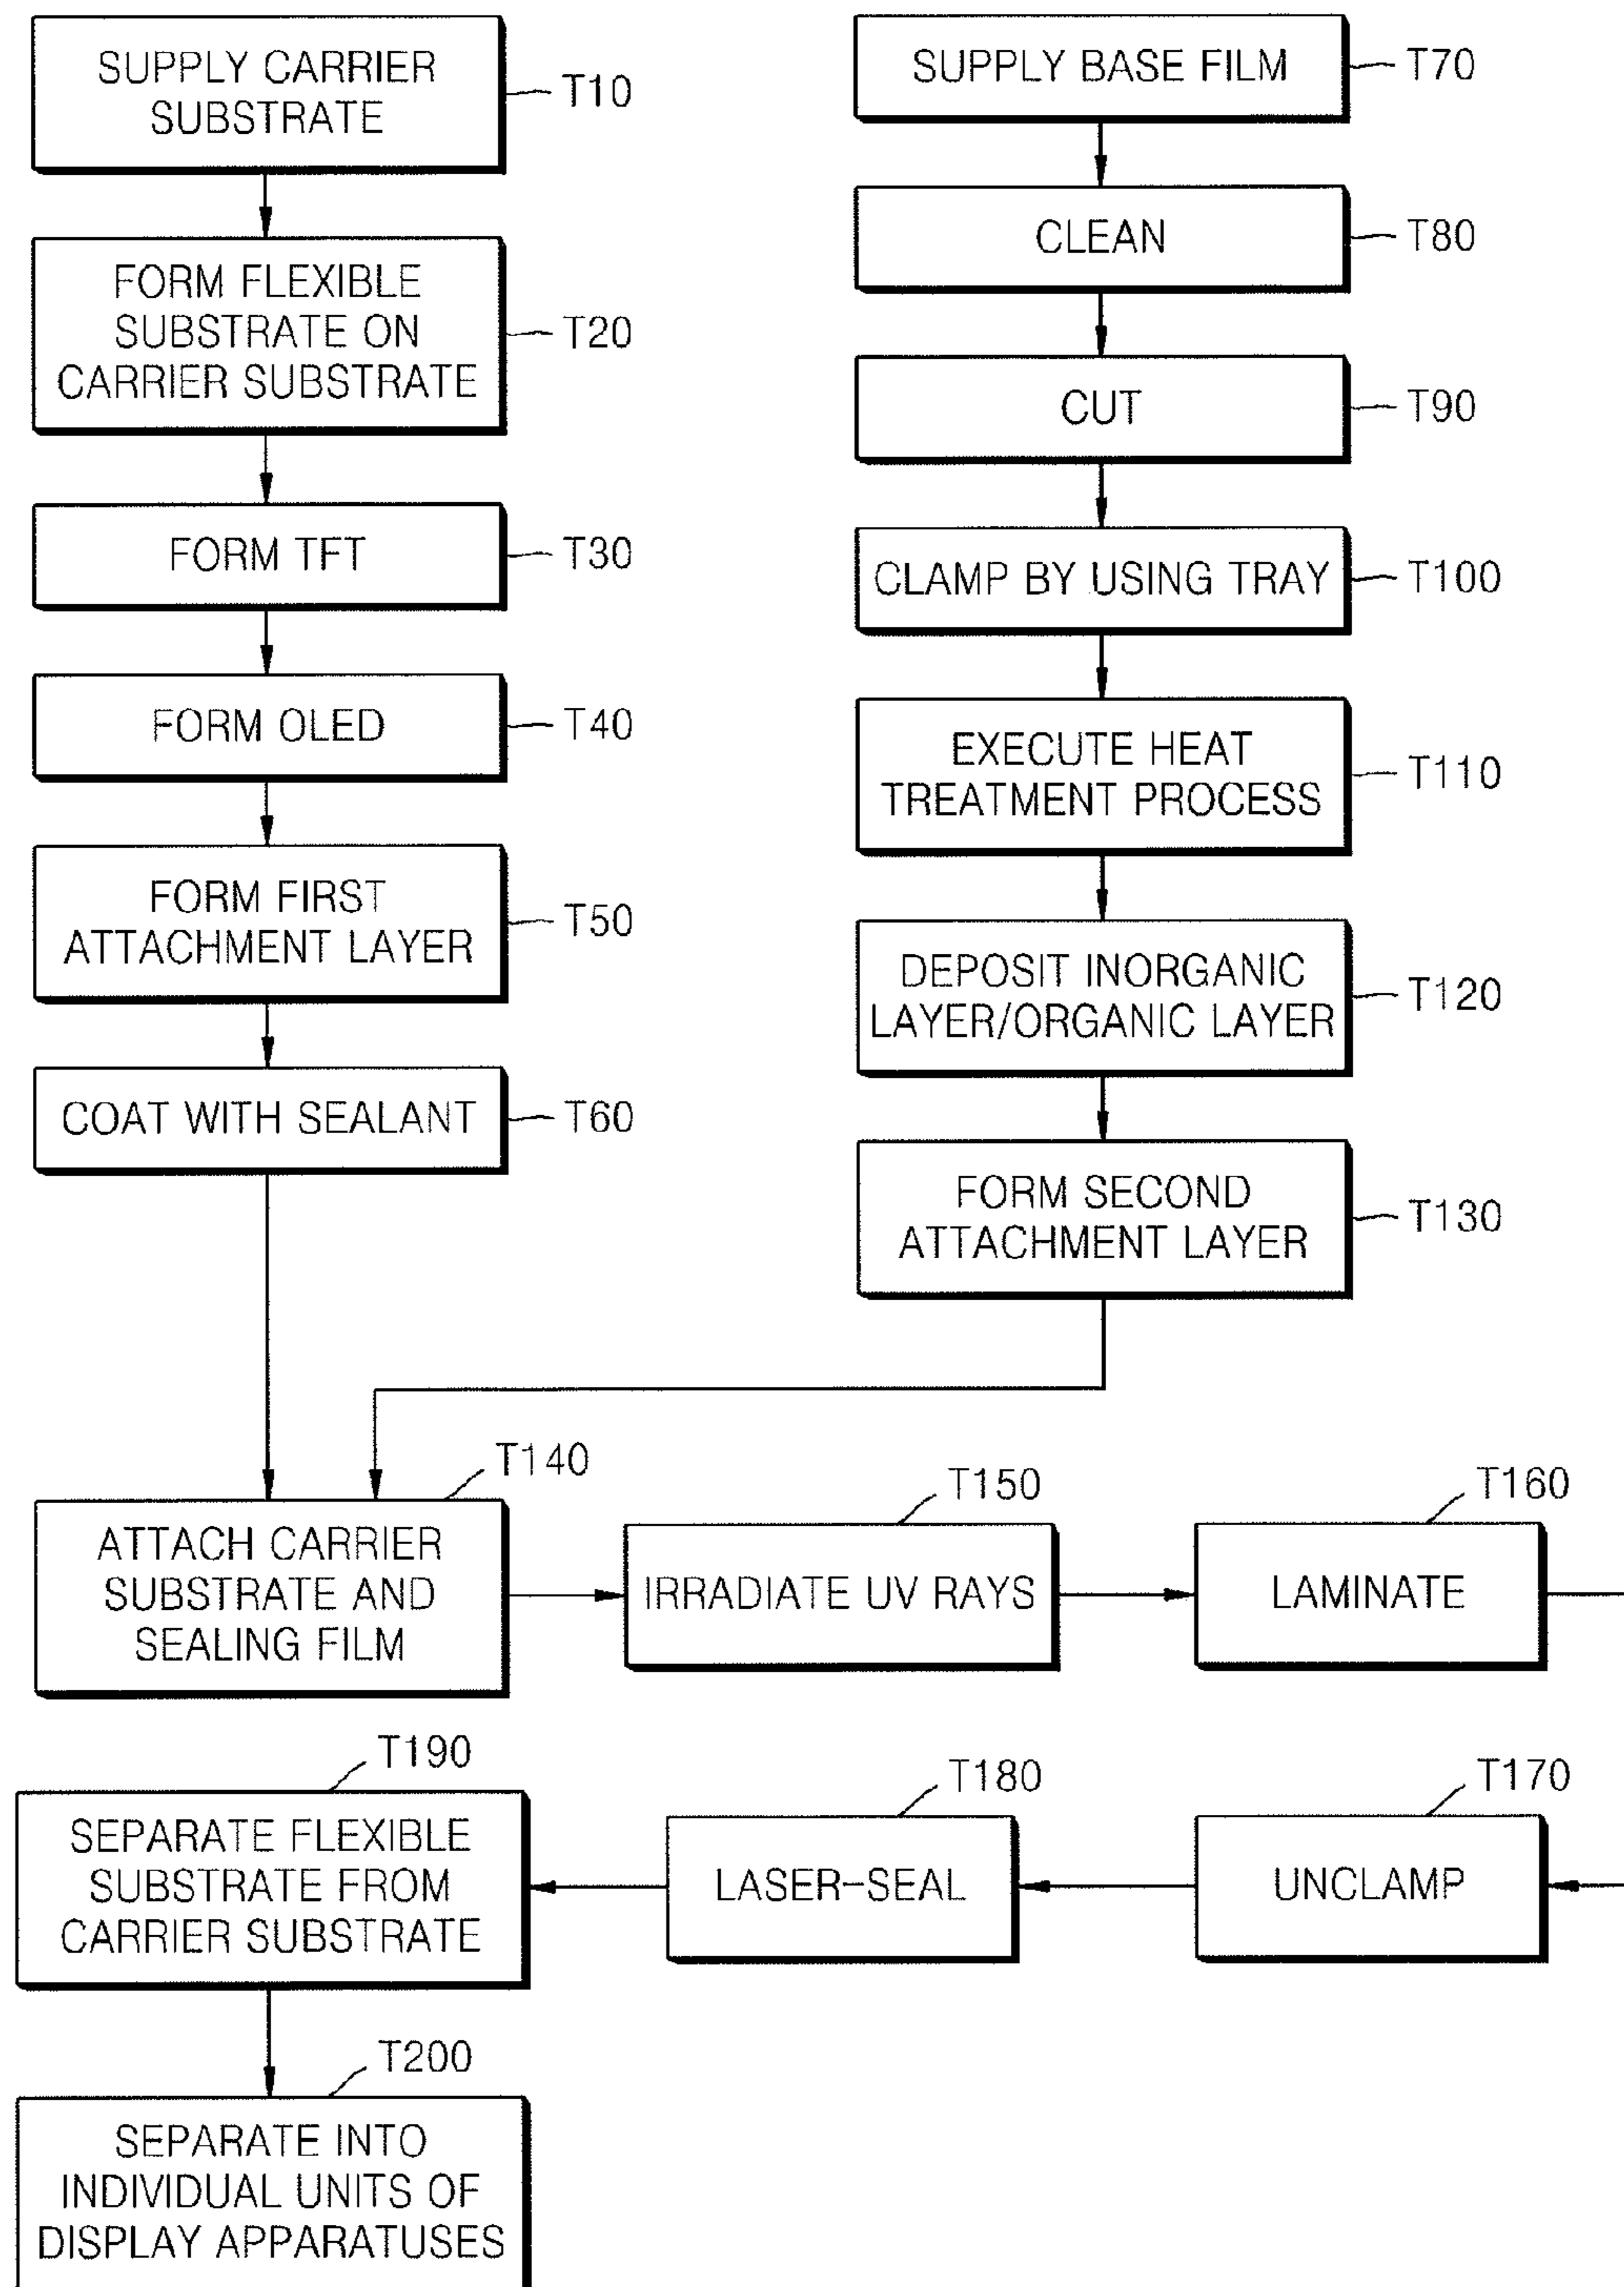 SUPPLY CARRIER
SUBSTRATE
T10
FORM FLEXIBLE
SUBSTRATE ON
CARRIER SUBSTRATE
T20
FORM TFT
T30
FORM OLED
T40
FORM FIRST
ATTACHMENT LAYER
T50
COAT WITH SEALANT
T60
SUPPLY BASE FILM
T70
CLEAN
T80
CUT
T90
CLAMP BY USING TRAY
T100
EXECUTE HEAT
TREATMENT PROCESS
T110
DEPOSIT INORGANIC
LAYER/ORGANIC LAYER
T120
FORM SECOND
ATTACHMENT LAYER
T130
T140
ATTACH CARRIER
SUBSTRATE AND
SEALING FILM
T150
IRRADIATE UV RAYS
T160
LAMINATE
T170
UNCLAMP
T180
LASER-SEAL
T190
SEPARATE FLEXIBLE
SUBSTRATE FROM
CARRIER SUBSTRATE
T200
SEPARATE INTO
INDIVIDUAL UNITS OF
DISPLAY APPARATUSES